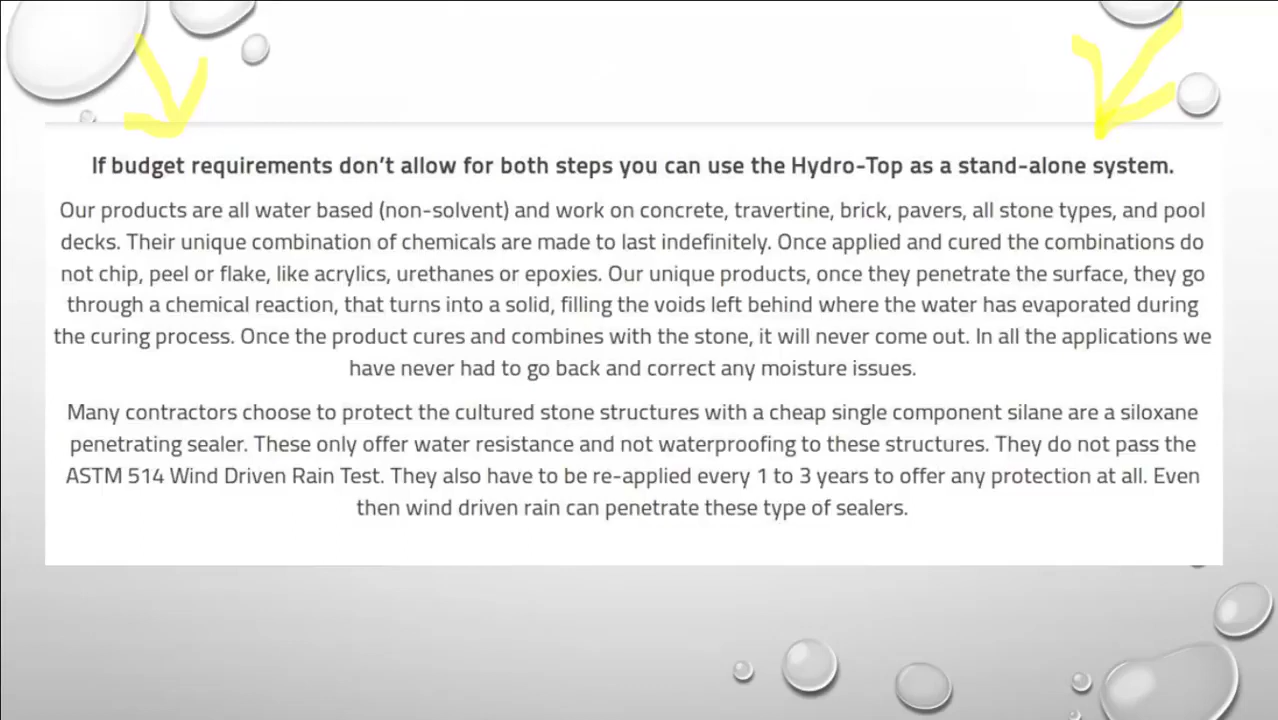 If budget requirements don't allow for both steps you can use the Hydro-Top as a stand-alone system.
Our products are all water based (non-solvent) and work on concrete, travertine, brick, pavers, all stone types, and pool
decks. Their unique combination of chemicals are made to last indefinitely. Once applied and cured the combinations do
not chip, peel or flake, like acrylics, urethanes or epoxies. Our unique products, once they penetrate the surface, they go
through a chemical reaction, that turns into a solid, filling the voids left behind where the water has evaporated during
the curing process. Once the product cures and combines with the stone, it will never come out. In all the applications we
have never had to go back and correct any moisture issues.
Many contractors choose to protect the cultured stone structures with a cheap single component silane are a siloxane
penetrating sealer. These only offer water resistance and not waterproofing to these structures. They do not pass the
ASTM 514 Wind Driven Rain Test. They also have to be re-applied every 1 to 3 years to offer any protection at all. Even
then wind driven rain can penetrate these type of sealers.